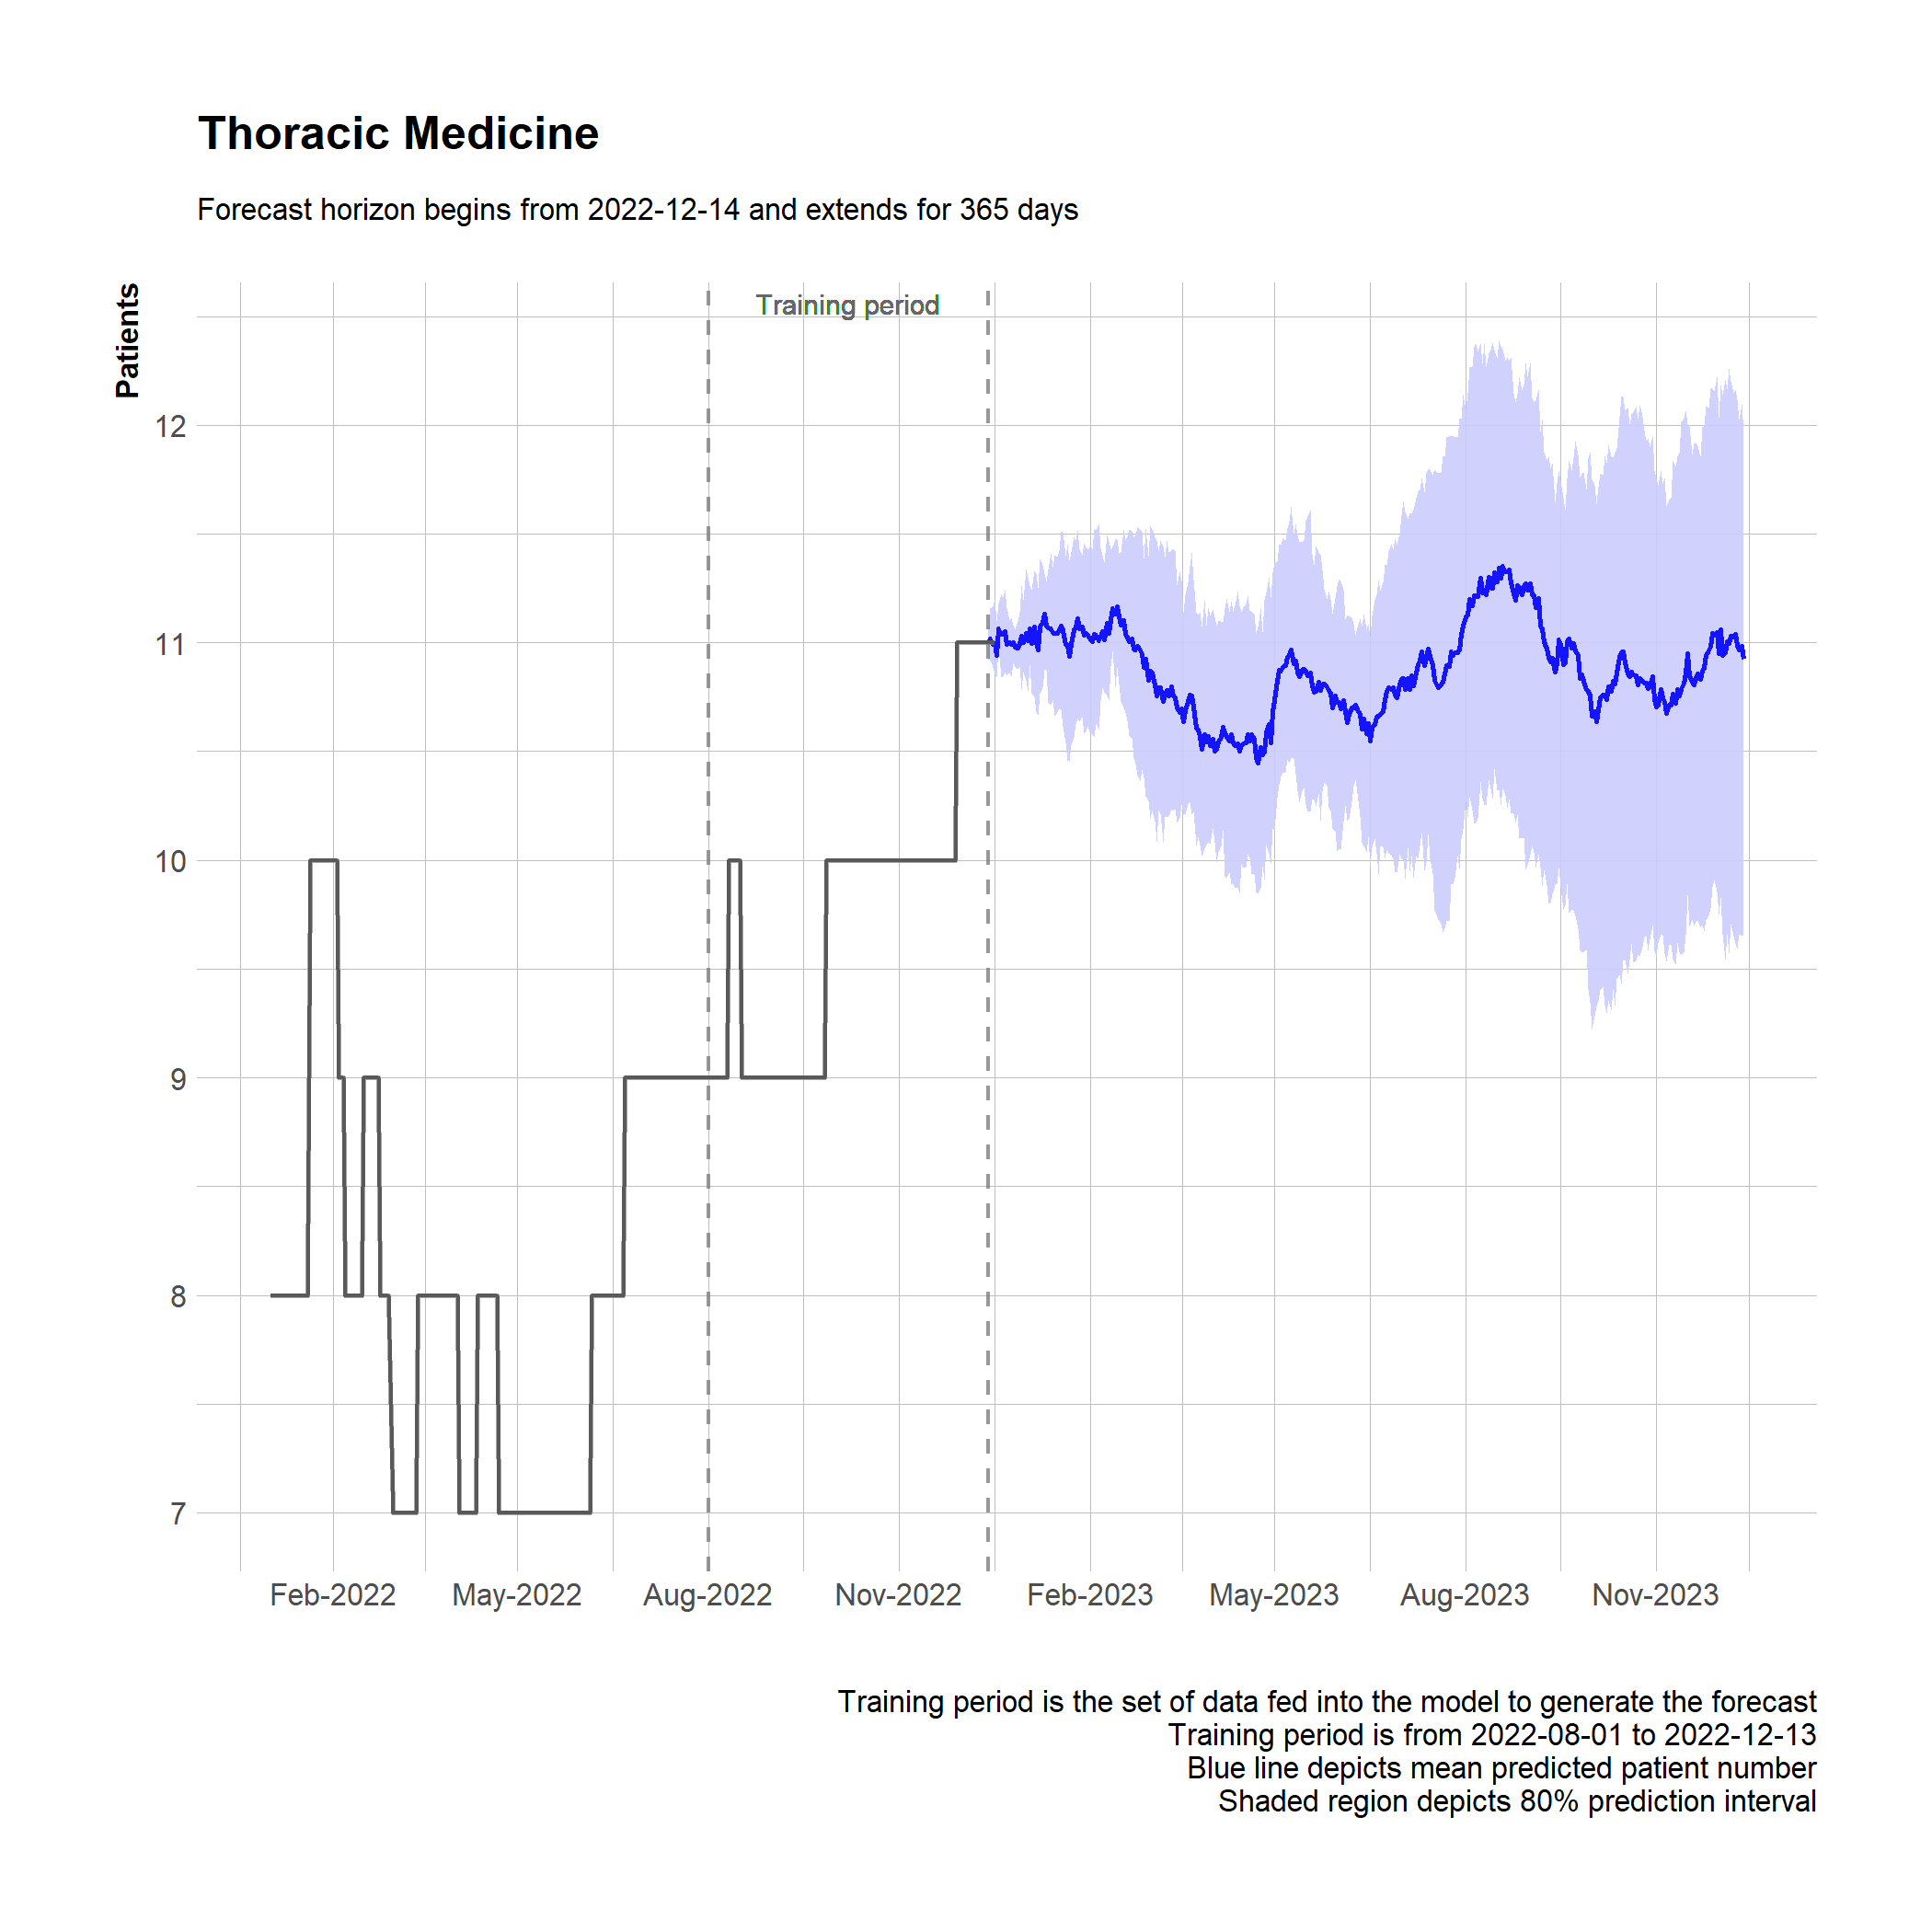 Thoracic Medicine
Forecast horizon begins from 2022-12-14 and extends for 365 days
Patients
Training period
12
11
10
9
8
7
Feb-2022 May-2022 Aug-2022 Nov-2022 Feb-2023 May-2023 Aug-2023 Nov-2023
Training period is the set of data fed into the model to generate the forecast
Training period is from 2022-08-01 to 2022-12-13
Blue line depicts mean predicted patient number
Shaded region depicts 80% prediction interval